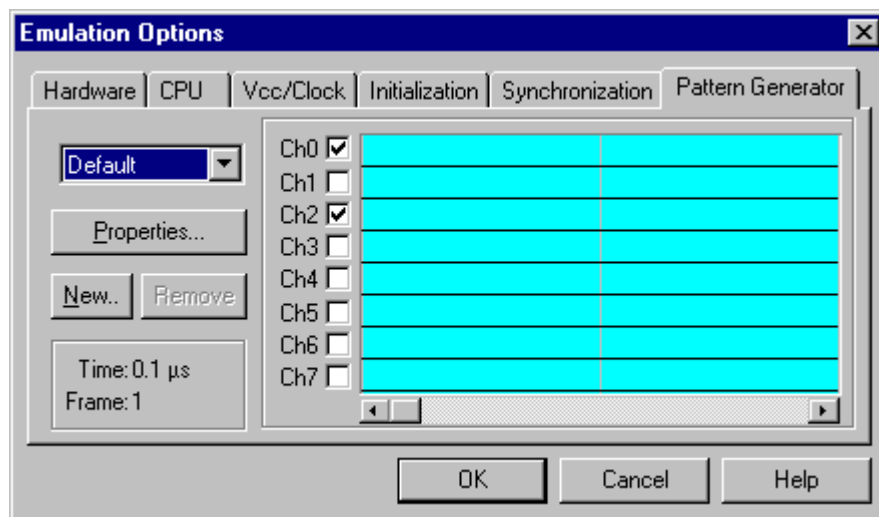 Emulation Options
Hardware
CPU
Vcc/Clock
Initialization
Synchronization
Pattern Generator
Default
Properties...
New..
Remove
Time: 0.1 µs
Frame: 1
Ch0
Ch1
Ch2
Ch3
Ch4
Ch5
Ch6
Ch7
OK
Cancel
Help